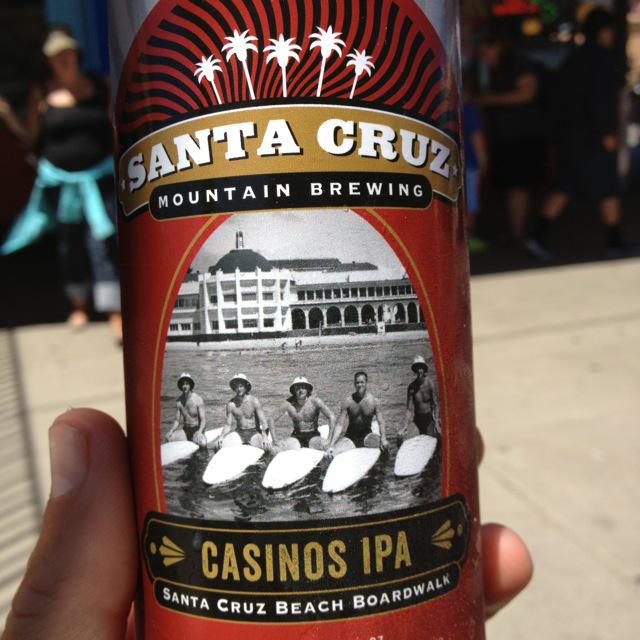 SANTA CRUZ
MOUNTAIN BREWING
CASINOS IPA
SANTA CRUZ BEACH BOARDWALK